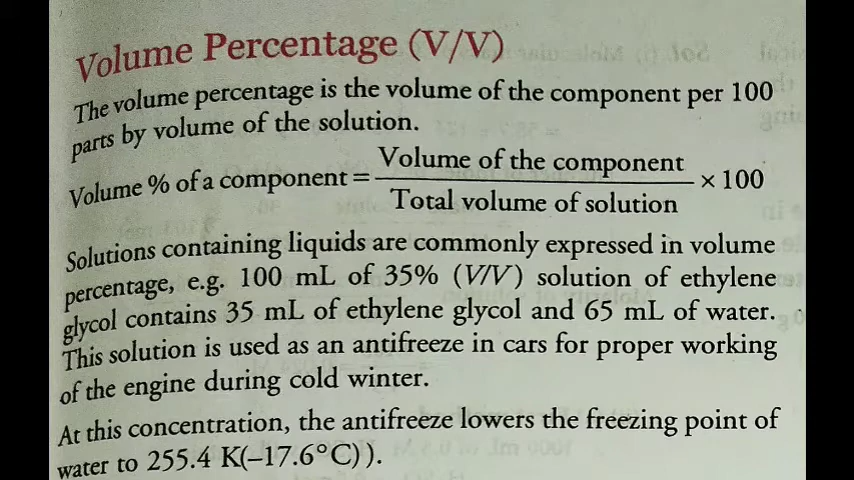 Volume Percentage (V/V)
The volume percentage is the volume of the component per 100
parts by volume of the solution.
Volume % of a component = Volume of the component / Total volume of solution × 100
Solutions containing liquids are commonly expressed in volume
percentage, e.g. 100 mL of 35% (V/V) solution of ethylene
glycol contains 35 mL of ethylene glycol and 65 mL of water.
This solution is used as an antifreeze in cars for proper working
of the engine during cold winter.
At this concentration, the antifreeze lowers the freezing point of
water to 255.4 K(–17.6°C)).